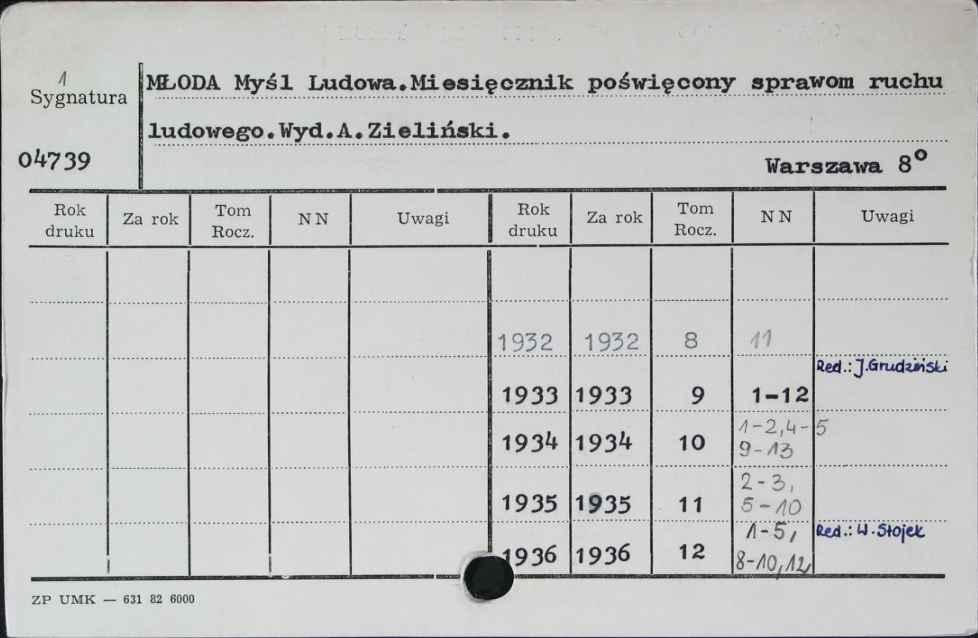 1
Sygnatura
04739
MŁODA Myśl Ludowa.Miesięcznik poświęcony sprawom ruchu
ludowego.Wyd.A.Zieliński.
Warszawa 8°
Rok druku Za rok Tom Rocz. NN Uwagi Rok druku Za rok Tom Rocz. NN Uwagi
1932 1932 8 11
Red.: J.Grudziński
1933 1933 9 1-12
1-2,4-5
1934 1934 10 9-13
2-3,
1935 1935 11 5-10
1-5, Red.: W.Stojek
1936 1936 12 8-10,12,
ZP UMK — 631 82 6000